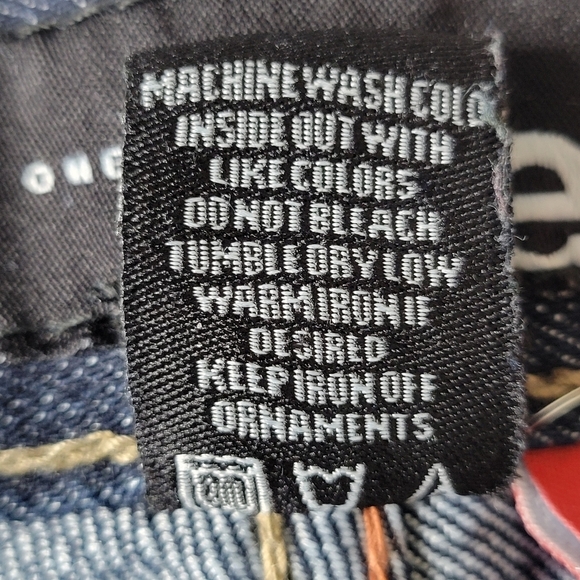 MACHINE WASH COLD
INSIDE OUT WITH
LIKE COLORS
DO NOT BLEACH
TUMBLE DRY LOW
WARM IRON IF
DESIRED
KEEP IRON OFF
ORNAMENTS